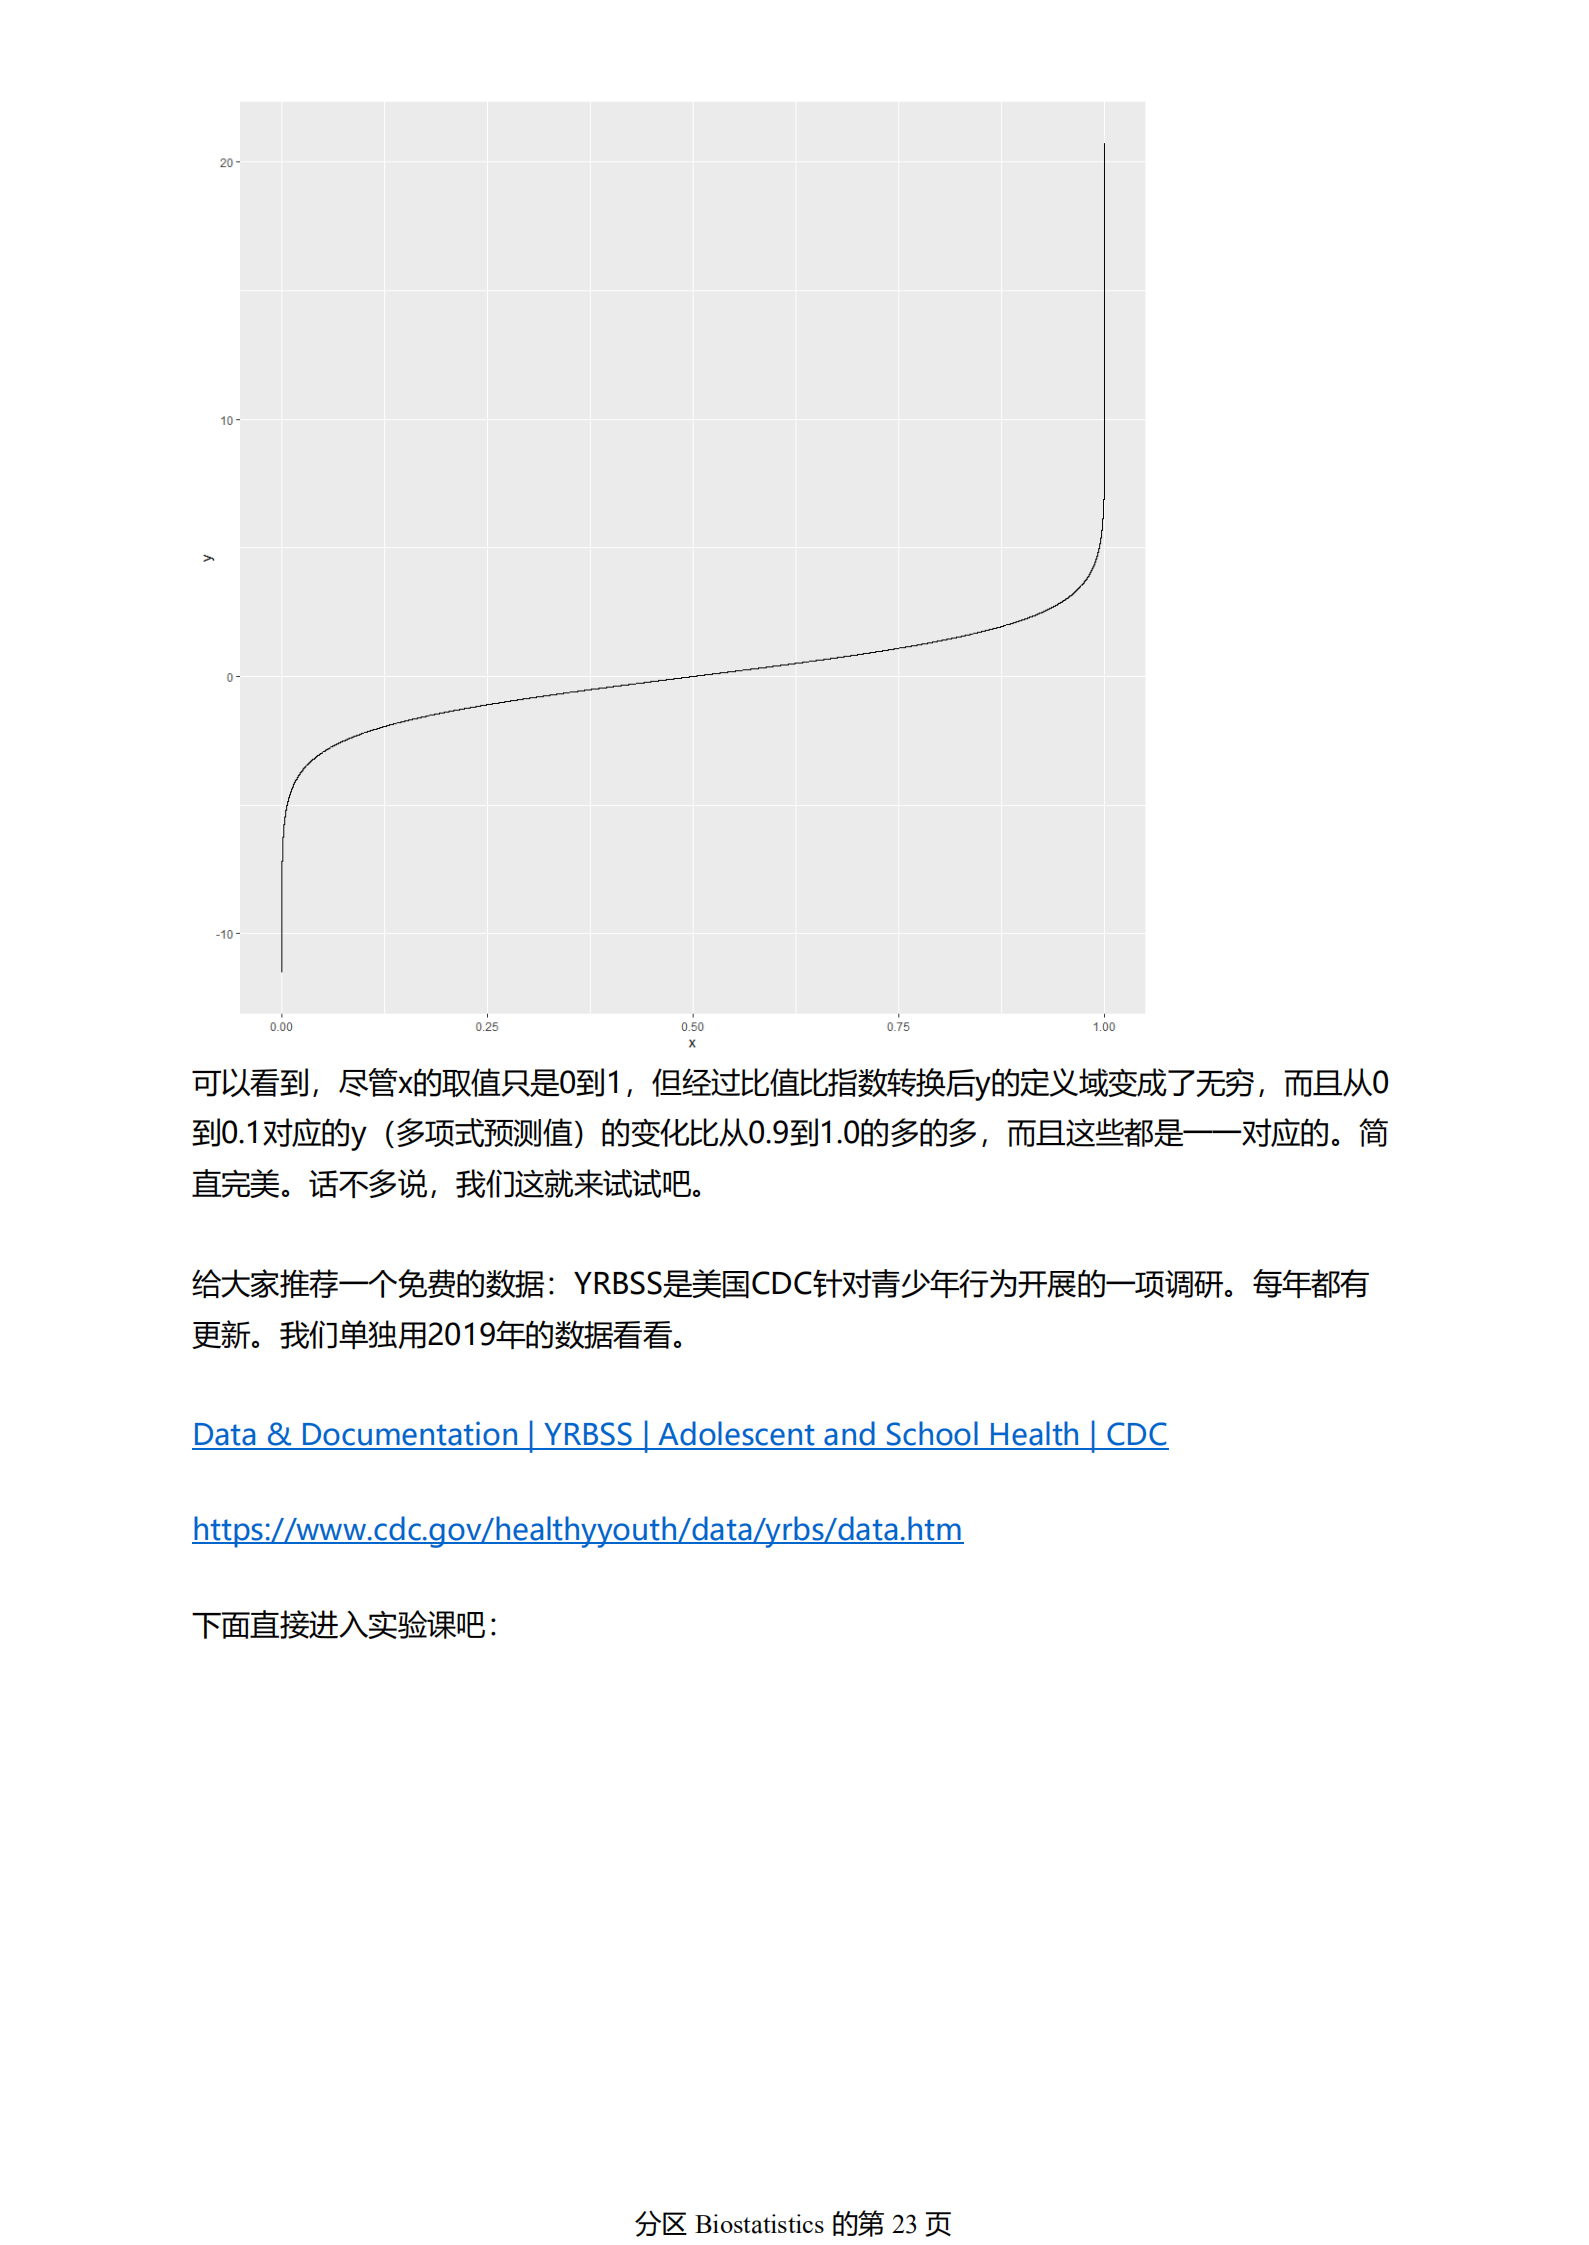 20
10
y
0
-10
0.00 0.25 0.50 0.75 1.00
x
可以看到，尽管x的取值只是0到1，但经过比值比指数转换后y的定义域变成了无穷，而且从0
到0.1对应的y（多项式预测值）的变化比从0.9到1.0的多的多，而且这些都是一一对应的。简
直完美。话不多说，我们这就来试试吧。
给大家推荐一个免费的数据：YRBSS是美国CDC针对青少年行为开展的一项调研。每年都有
更新。我们单独用2019年的数据看看。
Data & Documentation | YRBSS | Adolescent and School Health | CDC
https://www.cdc.gov/healthyyouth/data/yrbs/data.htm
下面直接进入实验课吧：
分区 Biostatistics 的第 23 页